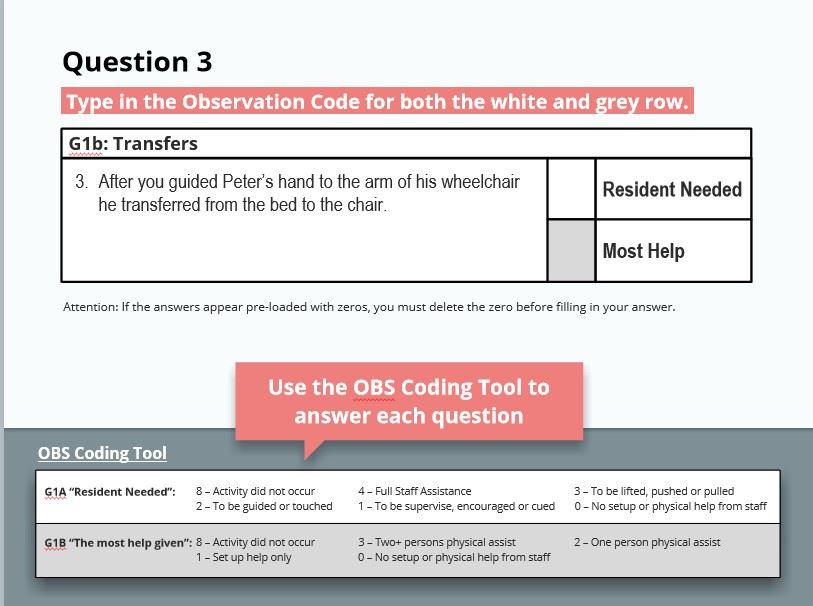 Question 3
Type in the Observation Code for both the white and grey row.
G1b: Transfers
3. After you guided Peter's hand to the arm of his wheelchair
he transferred from the bed to the chair.
Resident Needed
Most Help
Attention: If the answers appear pre-loaded with zeros, you must delete the zero before filling in your answer.
Use the OBS Coding Tool to
answer each question
OBS Coding Tool
G1A “Resident Needed”: 8 – Activity did not occur 4 – Full Staff Assistance 3 – To be lifted, pushed or pulled
2 – To be guided or touched 1 – To be supervise, encouraged or cued 0 – No setup or physical help from staff
G1B “The most help given”: 8 – Activity did not occur 3 – Two+ persons physical assist 2 – One person physical assist
1 – Set up help only 0 – No setup or physical help from staff